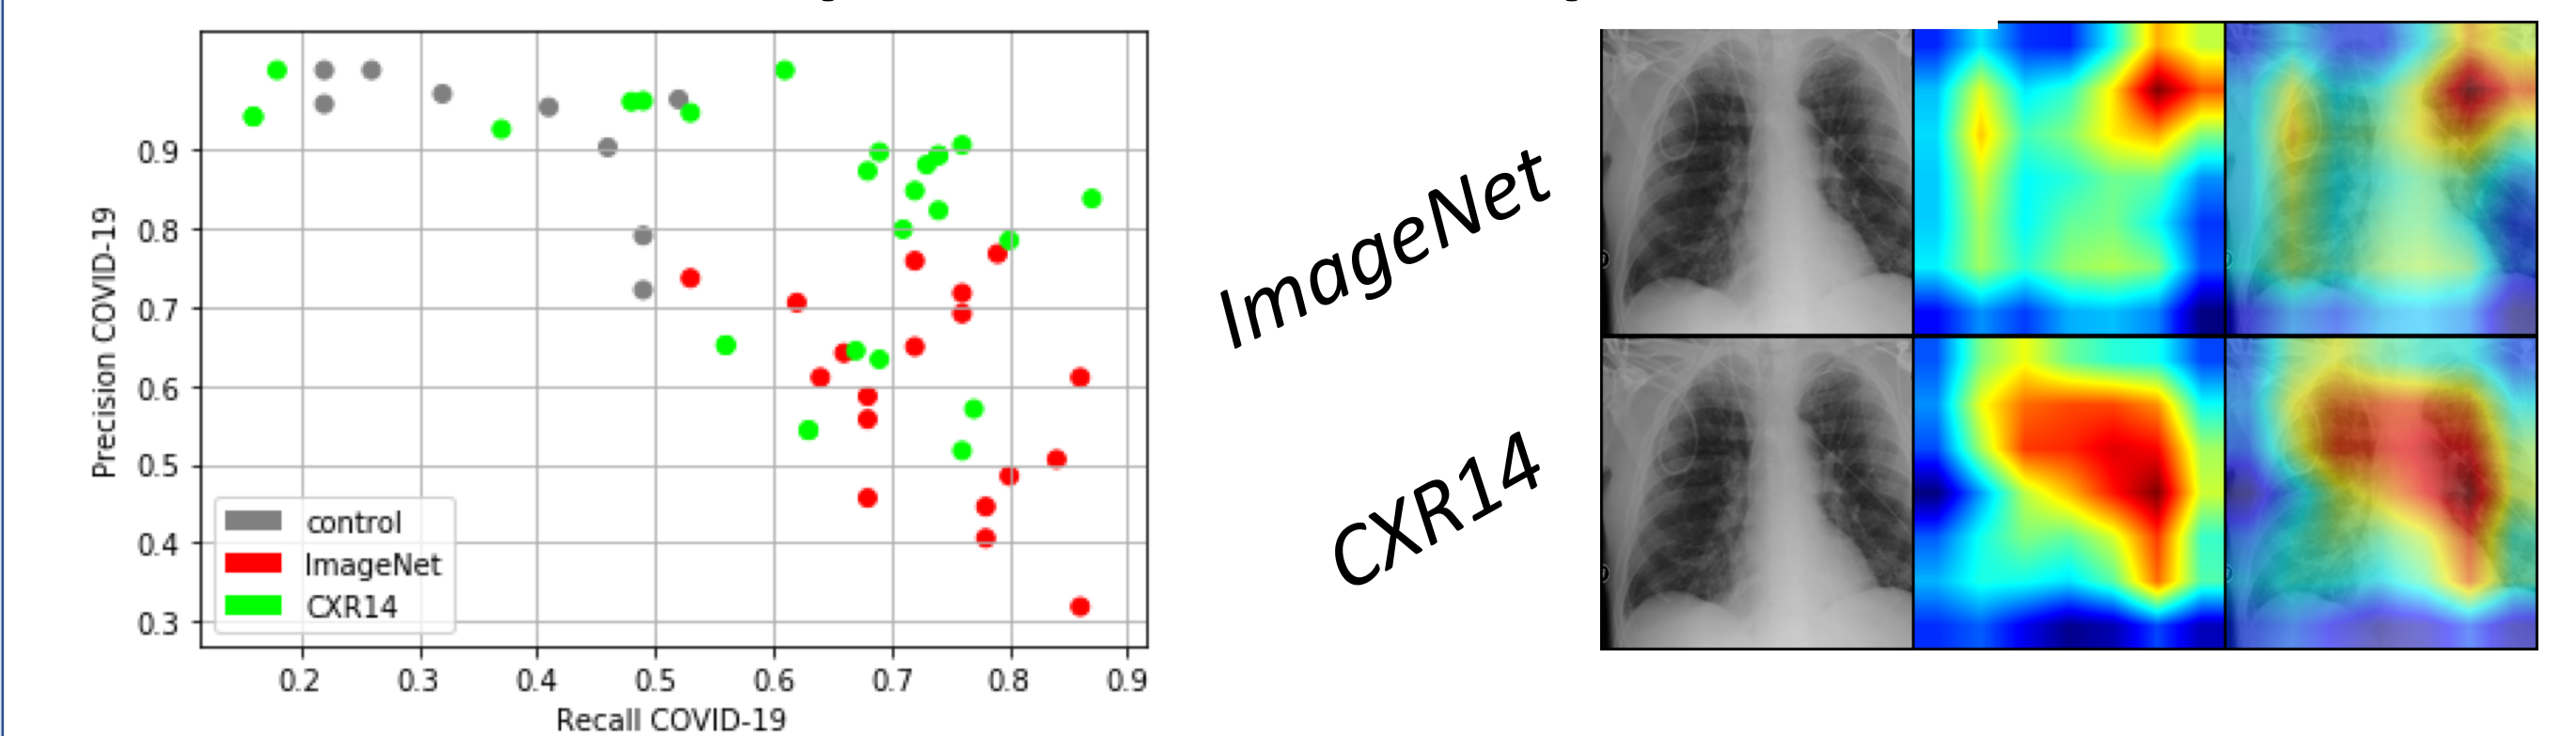 0.9
0.8
0.7
0.6
0.5
0.4
0.3
Precision COVID-19
control
ImageNet
CXR14
0.2 0.3 0.4 0.5 0.6 0.7 0.8 0.9
Recall COVID-19
ImageNet
CXR14